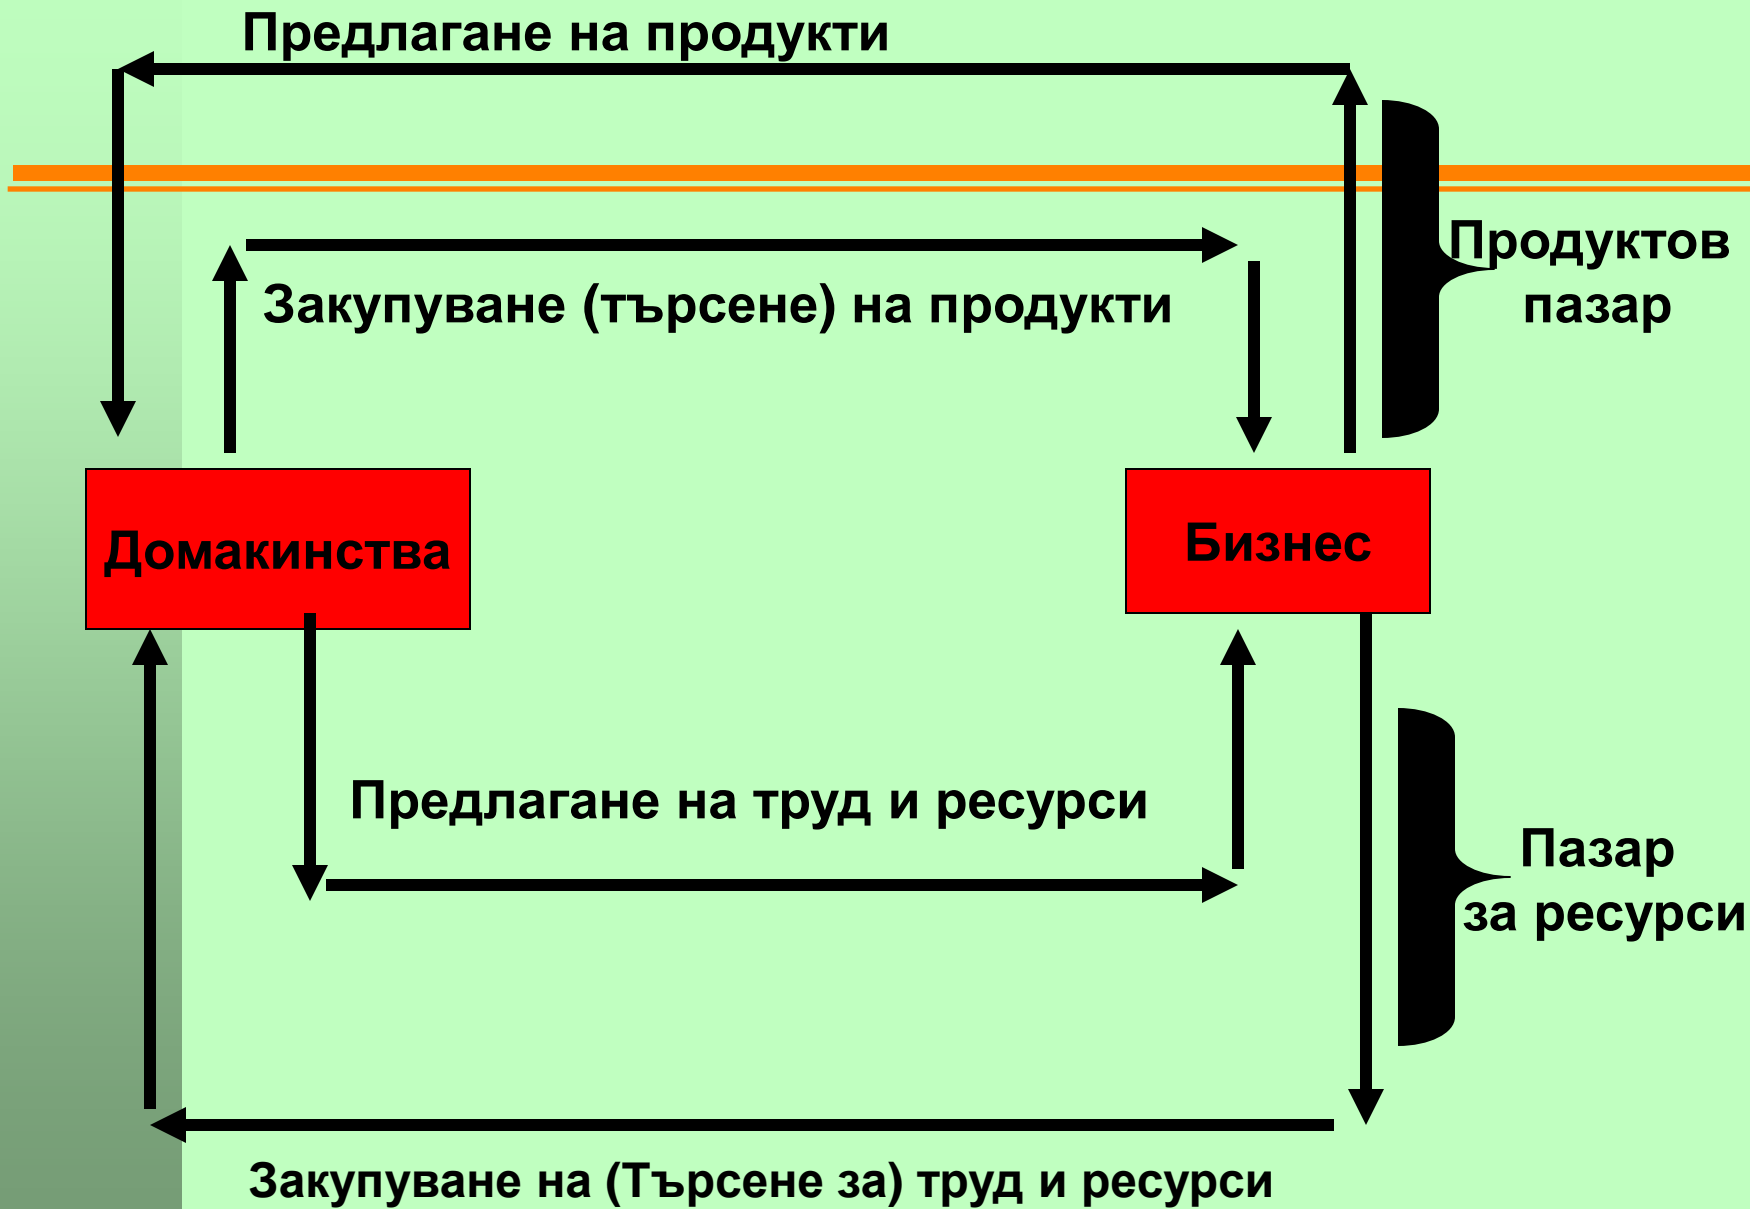 Предлагане на продукти
Закупуване (търсене) на продукти
Продуктов
пазар
Домакинства
Бизнес
Предлагане на труд и ресурси
Пазар
за ресурси
Закупуване на (Търсене за) труд и ресурси